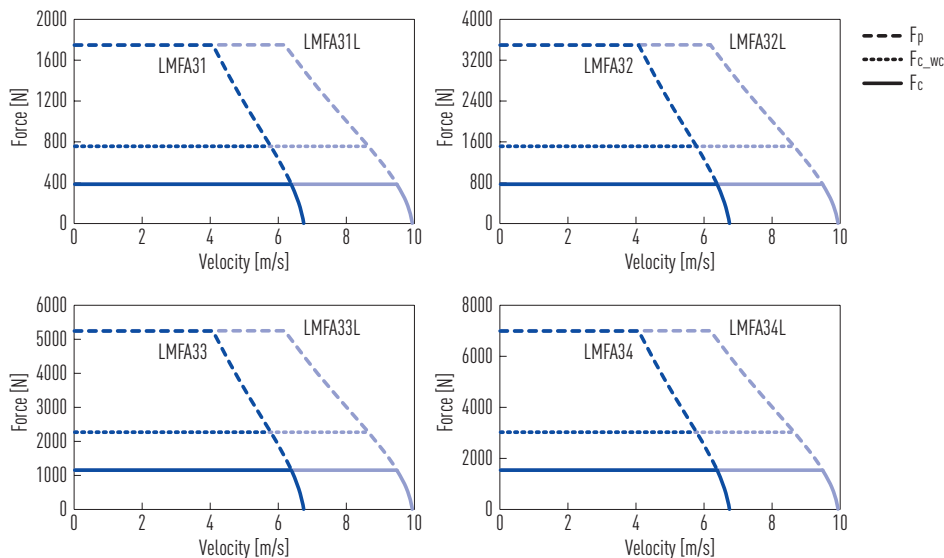 2000
1600
1200
800
400
0
Force [N]
LMFA31
LMFA31L
0 2 4 6 8 10
Velocity [m/s]
4000
3200
2400
1600
800
0
Force [N]
LMFA32
LMFA32L
0 2 4 6 8 10
Velocity [m/s]
Fp
Fc_wc
Fc
6000
5000
4000
3000
2000
1000
0
Force [N]
LMFA33
LMFA33L
0 2 4 6 8 10
Velocity [m/s]
8000
6000
4000
2000
0
Force [N]
LMFA34
LMFA34L
0 2 4 6 8 10
Velocity [m/s]